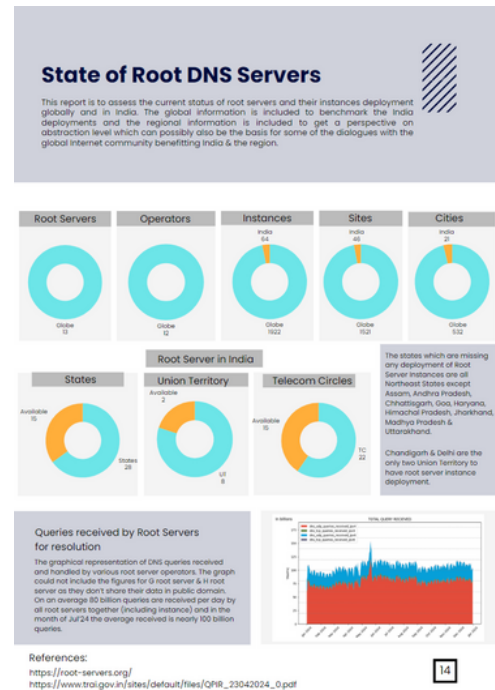 State of Root DNS Servers
This report is to assess the current status of root servers and their instances deployment
globally and in India. The global information is included to benchmark the India
deployments and the regional information is included to get a perspective on
abstraction level which can possibly also be the basis for some of the dialogues with the
global Internet community benefitting India & the region.
Root Servers
Globe
13
Operators
Globe
12
Instances
India
64
Globe
1922
Sites
India
46
Globe
1521
Cities
India
21
Globe
532
Root Server in India
States
Available
15
States
28
Union Territory
Available
2
UT
8
Telecom Circles
Available
15
TC
22
The states which are missing
any deployment of Root
Server Instances are all
Northeast States except
Assam, Andhra Pradesh,
Chhattisgarh, Goa, Haryana,
Himachal Pradesh, Jharkhand,
Madhya Pradesh &
Uttarakhand.
Chandigarh & Delhi are the
only two Union Territory to
have root server instance
deployment.
Queries received by Root Servers
for resolution
The graphical representation of DNS queries received
and handled by various root server operators. The graph
could not include the figures for G root server & H root
server as they don't share their data in public domain.
On an average 80 billion queries are received per day by
all root servers together (including instance) and in the
month of Jul'24 the average received is nearly 100 billion
queries.
TOTAL QUERY RECEIVED
References:
https://root-servers.org/
https://www.trai.gov.in/sites/default/files/QPIR_23042024_0.pdf
14